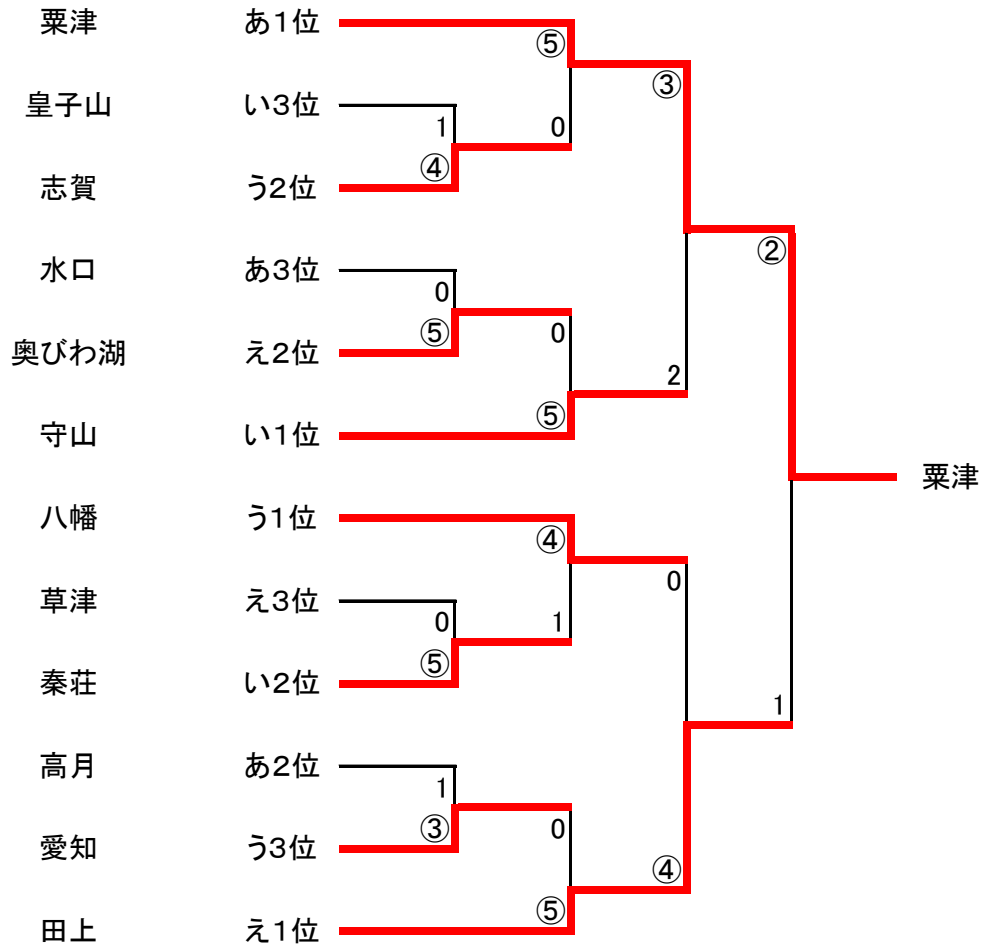 粟津 あ1位
⑤
③
皇子山 い3位
1 0
④
志賀 う2位
②
水口 あ3位
0
⑤ 0
奥びわ湖 え2位
2
⑤
守山 い1位
粟津
八幡 う1位
④
0
草津 え3位
0 1
⑤
秦荘 い2位
1
高月 あ2位
1
③ 0
愛知 う3位
④
⑤
田上 え1位